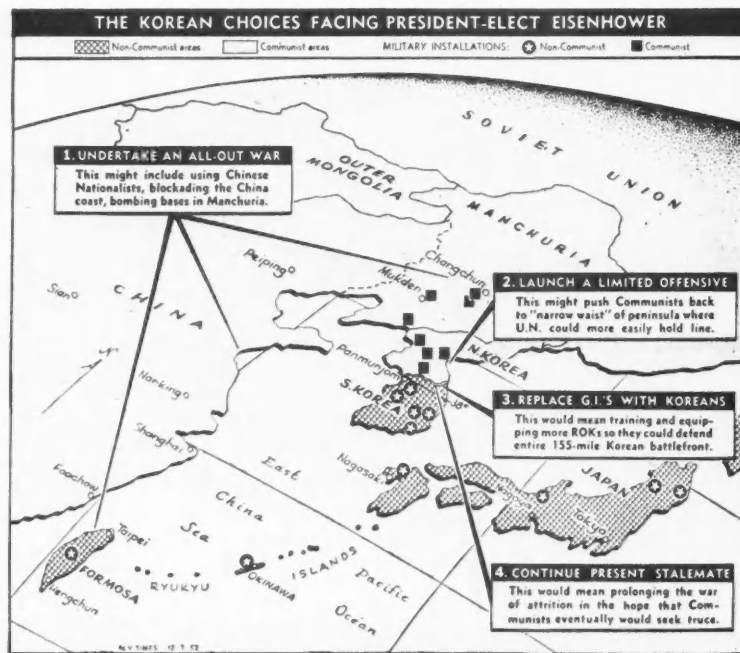 THE KOREAN CHOICES FACING PRESIDENT-ELECT EISENHOWER
Non-Communist areas Communist areas MILITARY INSTALLATIONS: Non-Communist Communist
SOVIET UNION
1. UNDERTAKE AN ALL-OUT WAR
This might include using Chinese
Nationalists, blockading the China
coast, bombing bases in Manchuria.
OUTER
MONGOLIA
MANCHURIA
Changchun
Peiping
Mukden
Sian
CHINA
2. LAUNCH A LIMITED OFFENSIVE
This might push Communists back
to "narrow waist" of peninsula where
U.N. could more easily hold line.
N. KOREA
Panmunjom
38°
S. KOREA
3. REPLACE G.I.'S WITH KOREANS
This would mean training and equip-
ping more ROKs so they could defend
entire 155-mile Korean battlefront.
N
Nanking
Shanghai
Foochow
East
China
Sea
Nagasaki
JAPAN
Tokyo
Taipei
FORMOSA
RYUKYU
ISLANDS
OKINAWA
Pacific
Ocean
4. CONTINUE PRESENT STALEMATE
This would mean prolonging the war
of attrition in the hope that Com-
munists eventually would seek truce.
N.Y. TIMES 12-7-52